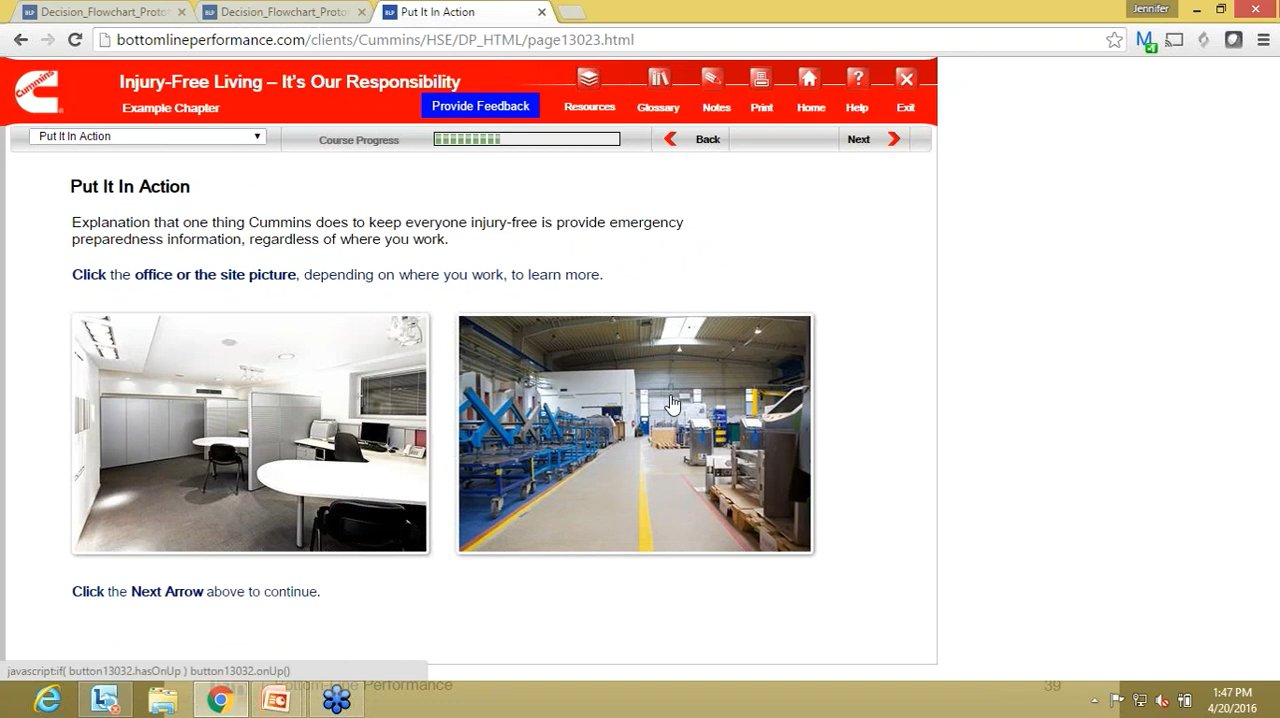 Decision_Flowchart_Proto
Decision_Flowchart_Proto
Put It In Action
Jennifer
bottomlineperformance.com/clients/Cummins/HSE/DP_HTML/page13023.html
Injury-Free Living – It's Our Responsibility
Example Chapter
Provide Feedback
Resources
Glossary
Notes
Print
Home
Help
Exit
Put It In Action
Course Progress
Back
Next
Put It In Action
Explanation that one thing Cummins does to keep everyone injury-free is provide emergency
preparedness information, regardless of where you work.
Click the office or the site picture, depending on where you work, to learn more.
Click the Next Arrow above to continue.
javascript:if( button13032.hasOnUp ) button13032.onUp()
Bottom-Line Performance
39
1:47 PM
4/20/2016